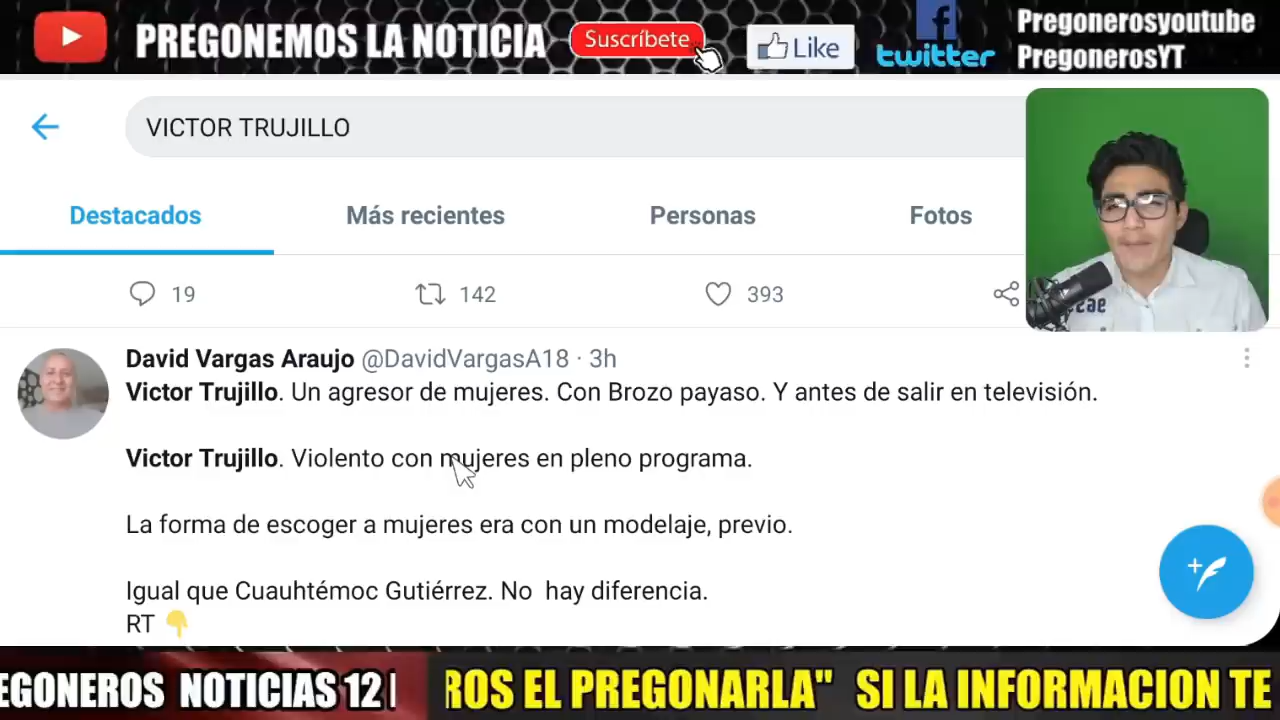 PREGONEMOS LA NOTICIA
Suscríbete
Like
twitter
Pregonerosyoutube
PregonerosYT
VICTOR TRUJILLO
Destacados
Más recientes
Personas
Fotos
19
142
393
David Vargas Araujo @DavidVargasA18 · 3h
Victor Trujillo. Un agresor de mujeres. Con Brozo payaso. Y antes de salir en televisión.
Victor Trujillo. Violento con mujeres en pleno programa.
La forma de escoger a mujeres era con un modelaje, previo.
Igual que Cuauhtémoc Gutiérrez. No hay diferencia.
RT 👇
EGONEROS NOTICIAS 12 |
ROS EL PREGONARLA" SI LA INFORMACION TE